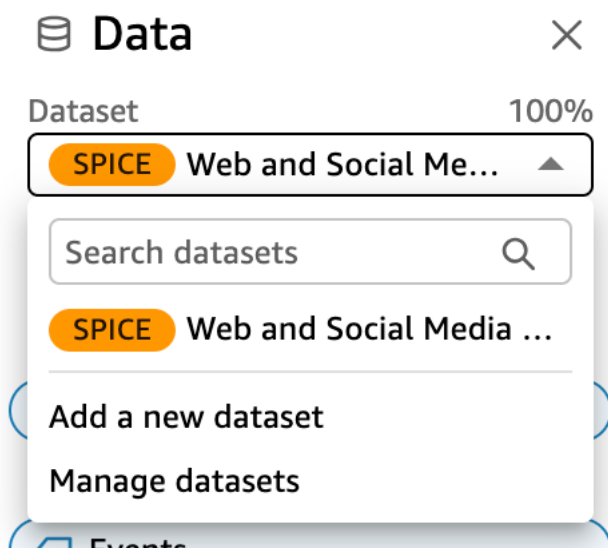 Data
Dataset 100%
SPICE Web and Social Me...
Search datasets
SPICE Web and Social Media ...
Add a new dataset
Manage datasets
Events